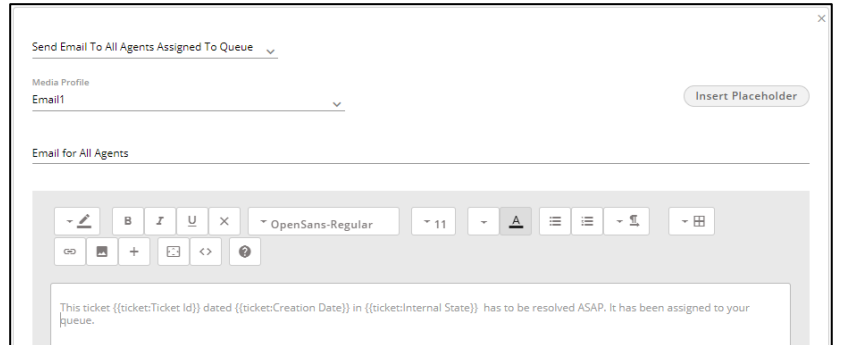 Send Email To All Agents Assigned To Queue
Media Profile
Email1
Insert Placeholder
Email for All Agents
B I U OpenSans-Regular 11 A
This ticket {{ticket:Ticket Id}} dated {{ticket:Creation Date}} in {{ticket:Internal State}} has to be resolved ASAP. It has been assigned to your
queue.